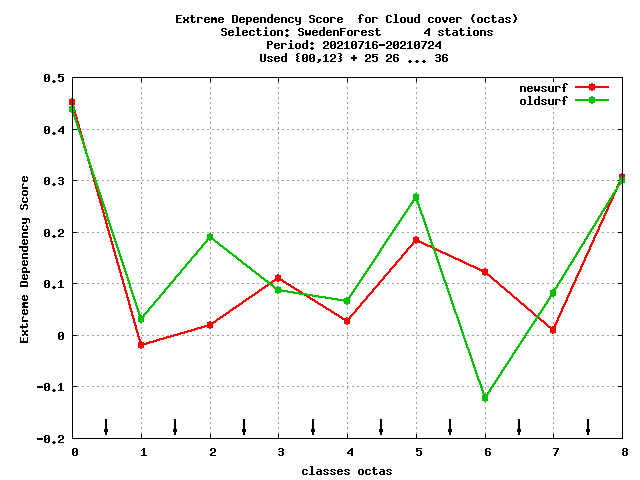 Extreme Dependency Score  for Cloud cover (octas)
Selection: SwedenForest      4 stations
Period: 20210716-20210724
Used {00,12} + 25 26 ... 36
newsurf
oldsurf
0.5
0.4
0.3
0.2
0.1
0
-0.1
-0.2
Extreme Dependency Score
0 1 2 3 4 5 6 7 8
classes octas